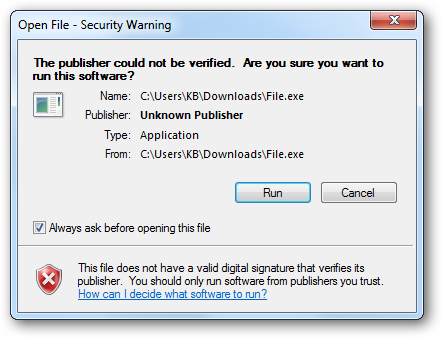 Open File - Security Warning
The publisher could not be verified.  Are you sure you want to
run this software?
Name: C:\Users\KB\Downloads\File.exe
Publisher: Unknown Publisher
Type: Application
From: C:\Users\KB\Downloads\File.exe
Run Cancel
Always ask before opening this file
This file does not have a valid digital signature that verifies its
publisher.  You should only run software from publishers you trust.
How can I decide what software to run?